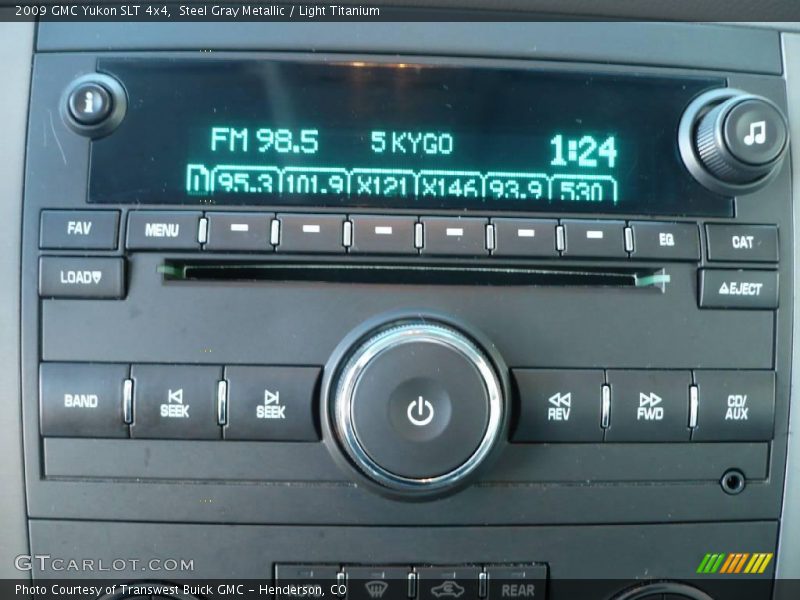 2009 GMC Yukon SLT 4x4, Steel Gray Metallic / Light Titanium
i
FM 98.5 5 KYGO 1:24
95.3 101.9 X121 X146 93.9 530
FAV MENU EQ CAT
LOAD EJECT
BAND SEEK SEEK REV FWD CD/
AUX
REAR
GTCARLOT.COM
Photo Courtesy of Transwest Buick GMC - Henderson, CO